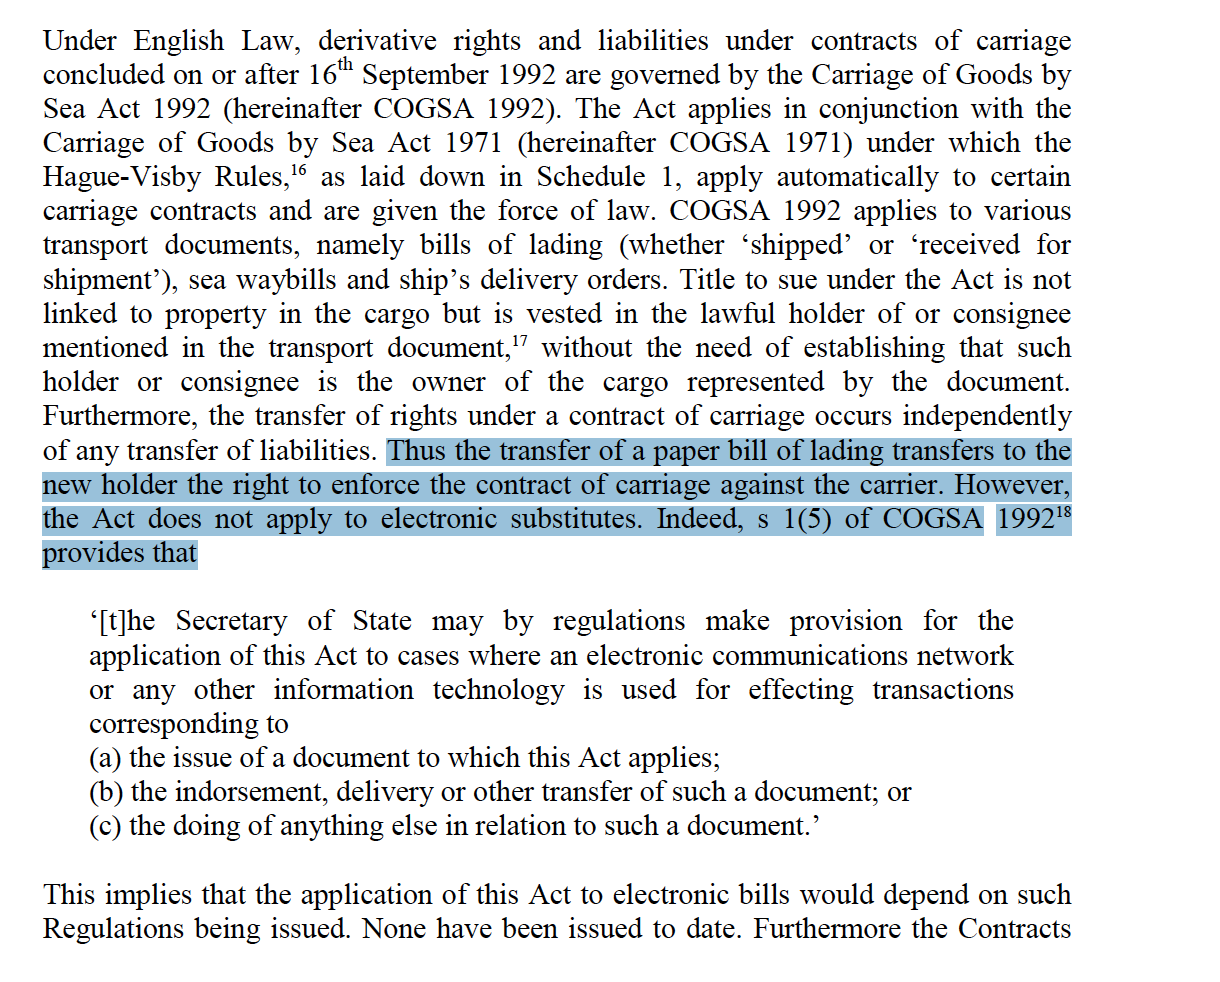 Under English Law, derivative rights and liabilities under contracts of carriage
concluded on or after 16th September 1992 are governed by the Carriage of Goods by
Sea Act 1992 (hereinafter COGSA 1992). The Act applies in conjunction with the
Carriage of Goods by Sea Act 1971 (hereinafter COGSA 1971) under which the
Hague-Visby Rules,16 as laid down in Schedule 1, apply automatically to certain
carriage contracts and are given the force of law. COGSA 1992 applies to various
transport documents, namely bills of lading (whether ‘shipped’ or ‘received for
shipment’), sea waybills and ship’s delivery orders. Title to sue under the Act is not
linked to property in the cargo but is vested in the lawful holder of or consignee
mentioned in the transport document,17 without the need of establishing that such
holder or consignee is the owner of the cargo represented by the document.
Furthermore, the transfer of rights under a contract of carriage occurs independently
of any transfer of liabilities. Thus the transfer of a paper bill of lading transfers to the
new holder the right to enforce the contract of carriage against the carrier. However,
the Act does not apply to electronic substitutes. Indeed, s 1(5) of COGSA 199218
provides that
‘[t]he Secretary of State may by regulations make provision for the
application of this Act to cases where an electronic communications network
or any other information technology is used for effecting transactions
corresponding to
(a) the issue of a document to which this Act applies;
(b) the indorsement, delivery or other transfer of such a document; or
(c) the doing of anything else in relation to such a document.’
This implies that the application of this Act to electronic bills would depend on such
Regulations being issued. None have been issued to date. Furthermore the Contracts